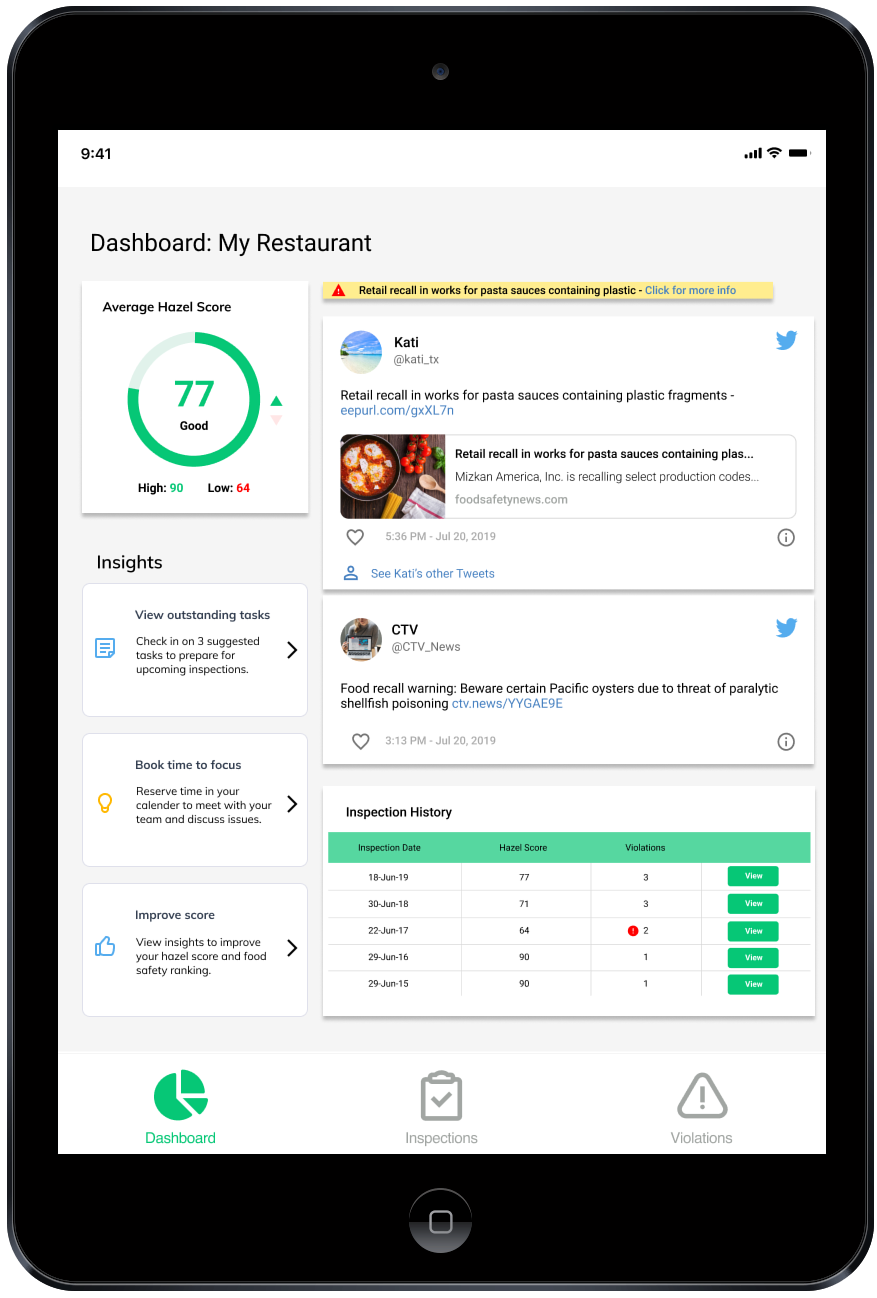 9:41
Dashboard: My Restaurant
Average Hazel Score
77
Good
High: 90 Low: 64
Insights
View outstanding tasks
Check in on 3 suggested
tasks to prepare for
upcoming inspections.
Book time to focus
Reserve time in your
calender to meet with your
team and discuss issues.
Improve score
View insights to improve
your hazel score and food
safety ranking.
Retail recall in works for pasta sauces containing plastic - Click for more info
Kati
@kati_tx
Retail recall in works for pasta sauces containing plastic fragments -
eepurl.com/gxXL7n
Retail recall in works for pasta sauces containing plas...
Mizkan America, Inc. is recalling select production codes...
foodsafetynews.com
5:36 PM - Jul 20, 2019
See Kati's other Tweets
CTV
@CTV_News
Food recall warning: Beware certain Pacific oysters due to threat of paralytic
shellfish poisoning ctv.news/YYGAE9E
3:13 PM - Jul 20, 2019
Inspection History
Inspection Date Hazel Score Violations
18-Jun-19 77 3 View
30-Jun-18 71 3 View
22-Jun-17 64 2 View
29-Jun-16 90 1 View
29-Jun-15 90 1 View
Dashboard Inspections Violations